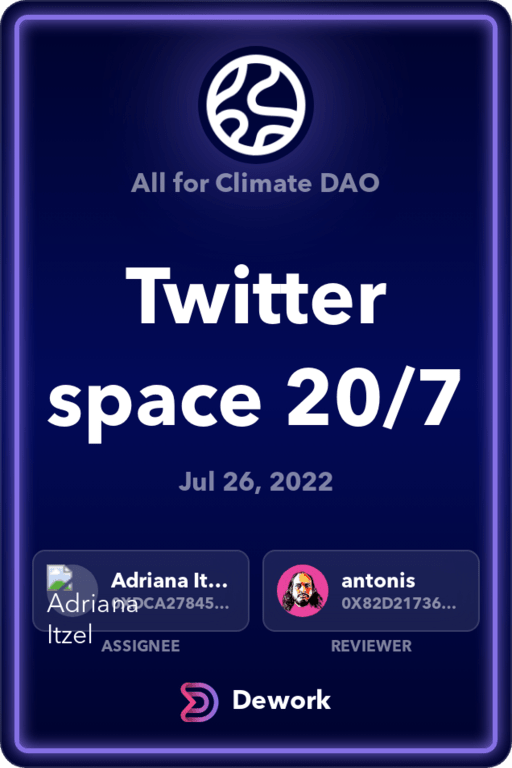 All for Climate DAO
Twitter
space 20/7
Jul 26, 2022
Adriana It...
Adriana
Itzel
ASSIGNEE
antonis
0X82D21736...
REVIEWER
Dework